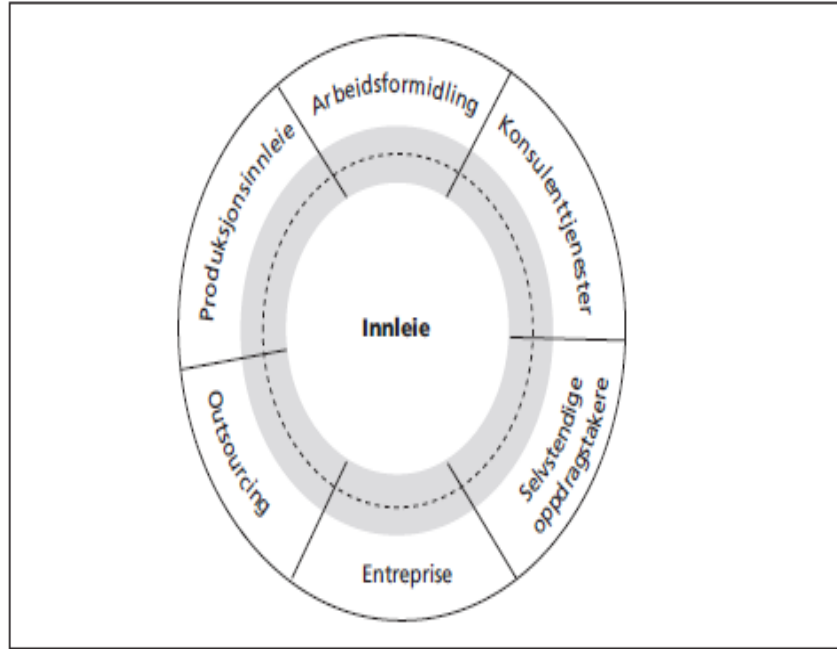 Arbeidsformidling
Konsulenttjenester
Produksjonsinnleie
Innleie
Outsourcing
Selvstendige
oppdragstakere
Entreprise